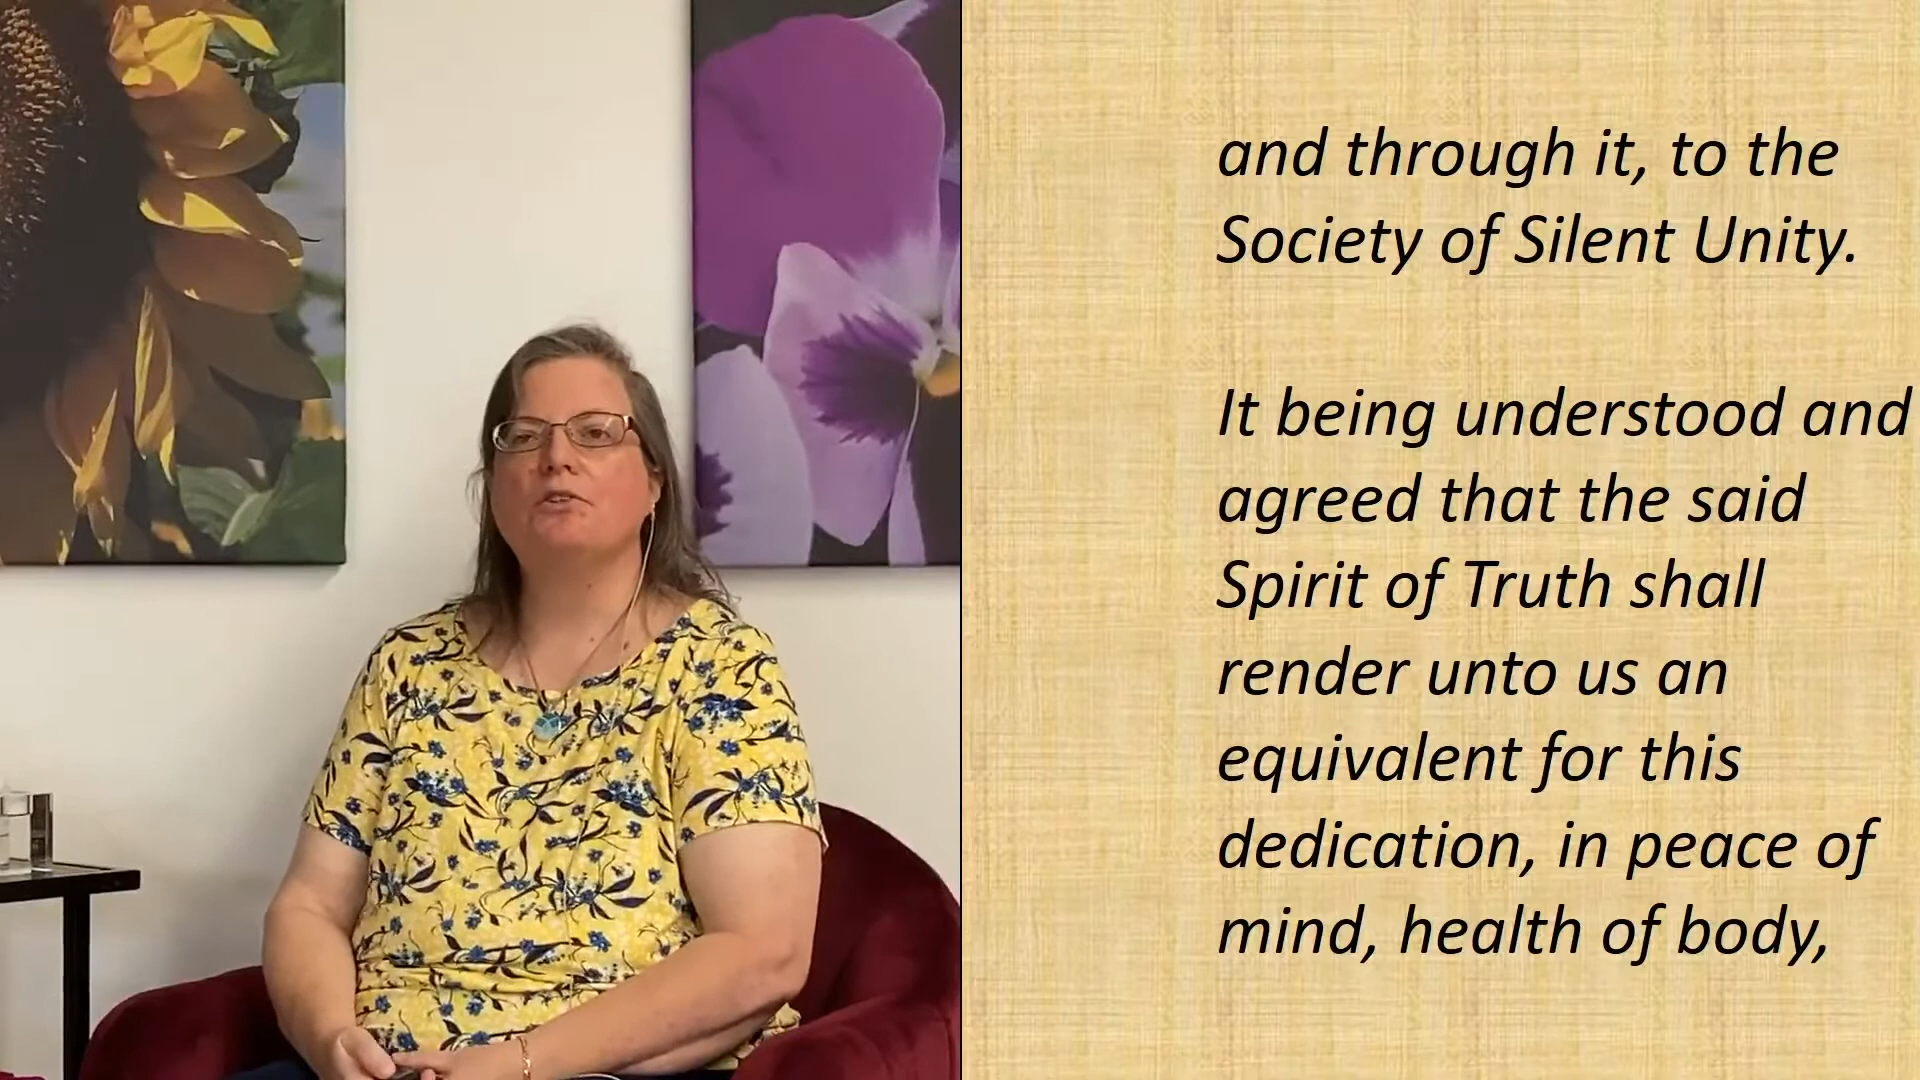 and through it, to the
Society of Silent Unity.
It being understood and
agreed that the said
Spirit of Truth shall
render unto us an
equivalent for this
dedication, in peace of
mind, health of body,